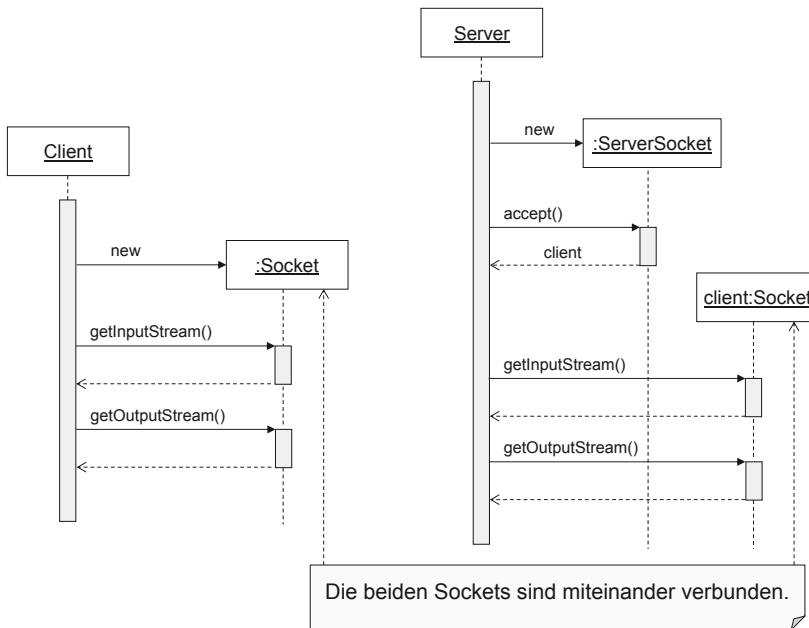 Server
new
:ServerSocket
Client
accept()
client
new
:Socket
client:Socket
getInputStream()
getInputStream()
getOutputStream()
getOutputStream()
Die beiden Sockets sind miteinander verbunden.